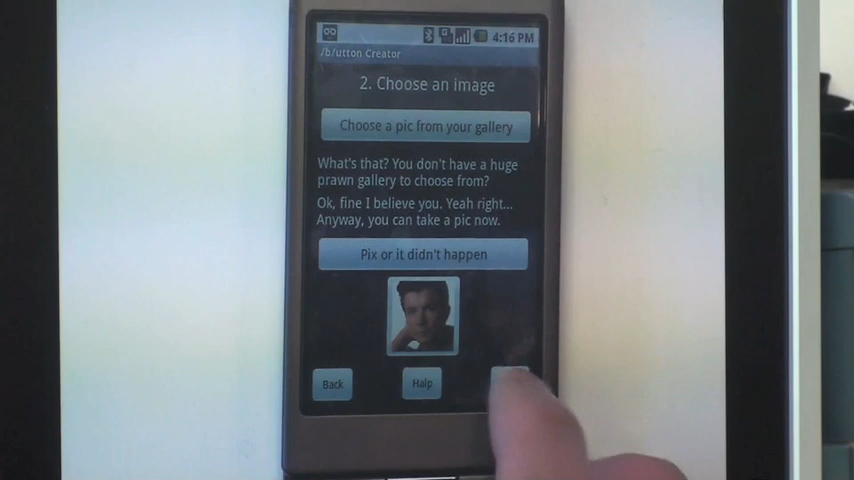 4:16 PM
/b/utton Creator
2. Choose an image
Choose a pic from your gallery
What's that? You don't have a huge
prawn gallery to choose from?
Ok, fine I believe you. Yeah right...
Anyway, you can take a pic now.
Pix or it didn't happen
Back
Halp